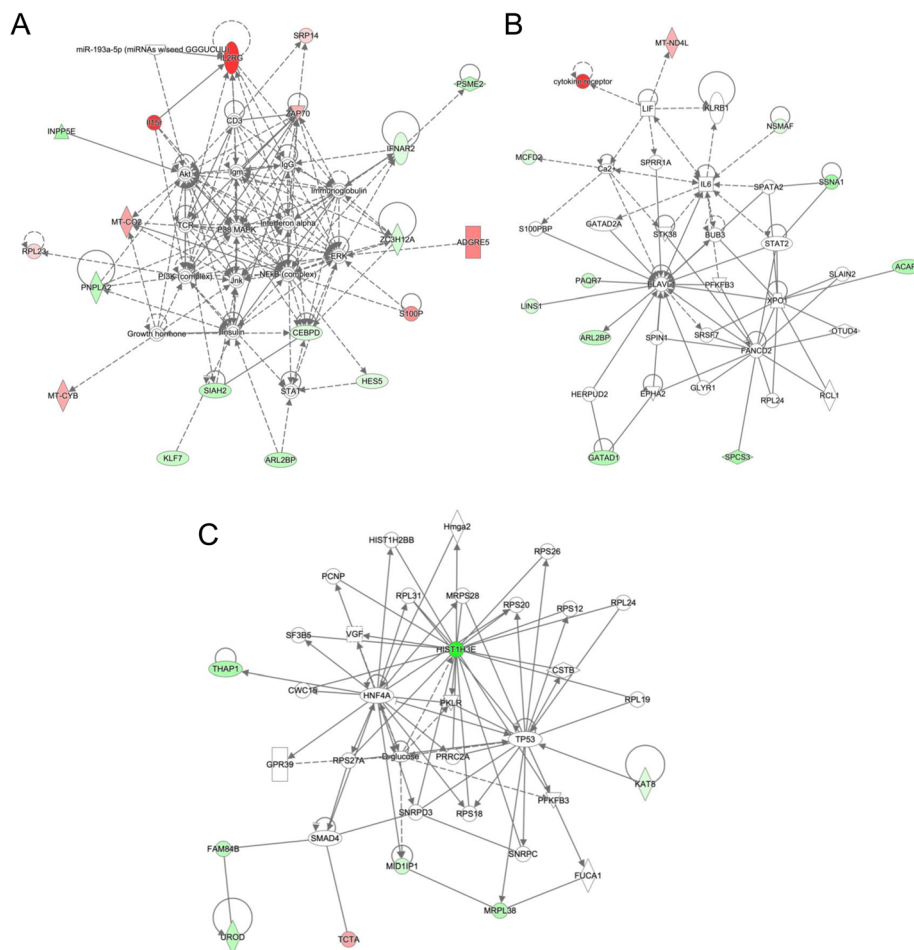 A
miR-193a-5p (miRNAs w/seed GGGUCUU)
IL2RG
SRP14
PSME2
INPP5E
CD3
ZAP70
IFNAR2
IgG
Akt
Igm
Immunoglobulin
MT-CO2
TCR
P38 MAPK
Interferon alpha
ZC3H12A
ERK
ADGRE5
RPL23
PNPLA2
PI3K (complex)
Jnk
NFkB (complex)
S100P
Growth hormone
Insulin
CEBPD
MT-CYB
SIAH2
STAT
HES5
KLF7
ARL2BP
B
MT-ND4L
cytokine receptor
LIF
KLRB1
NSMAF
MCFD2
Ca2+
SPRR1A
IL6
SPATA2
SSNA1
S100PBP
GATAD2A
STK38
BUB3
STAT2
PAQR7
PFKFB3
SLAIN2
LINS1
XPO1
ARL2BP
SPIN1
SRSF7
FANCD2
OTUD4
HERPUD2
EPHA2
GLYR1
RPL24
RCL1
GATAD1
SPCS3
C
Hmga2
HIST1H2BB
RPS26
PCNP
RPL31
MRPS28
RPS20
RPS12
RPL24
SF3B5
VGF
HIST1H3E
THAP1
CSTB
CWC15
HNF4A
PKLR
RPL19
TP53
GPR39
RPS27A
D-glucose
PRRC2A
KAT8
SNRPD3
RPS18
PFKFB3
SMAD4
FAM84B
MID1IP1
SNRPC
FUCA1
MRPL38
UROD
TCTA